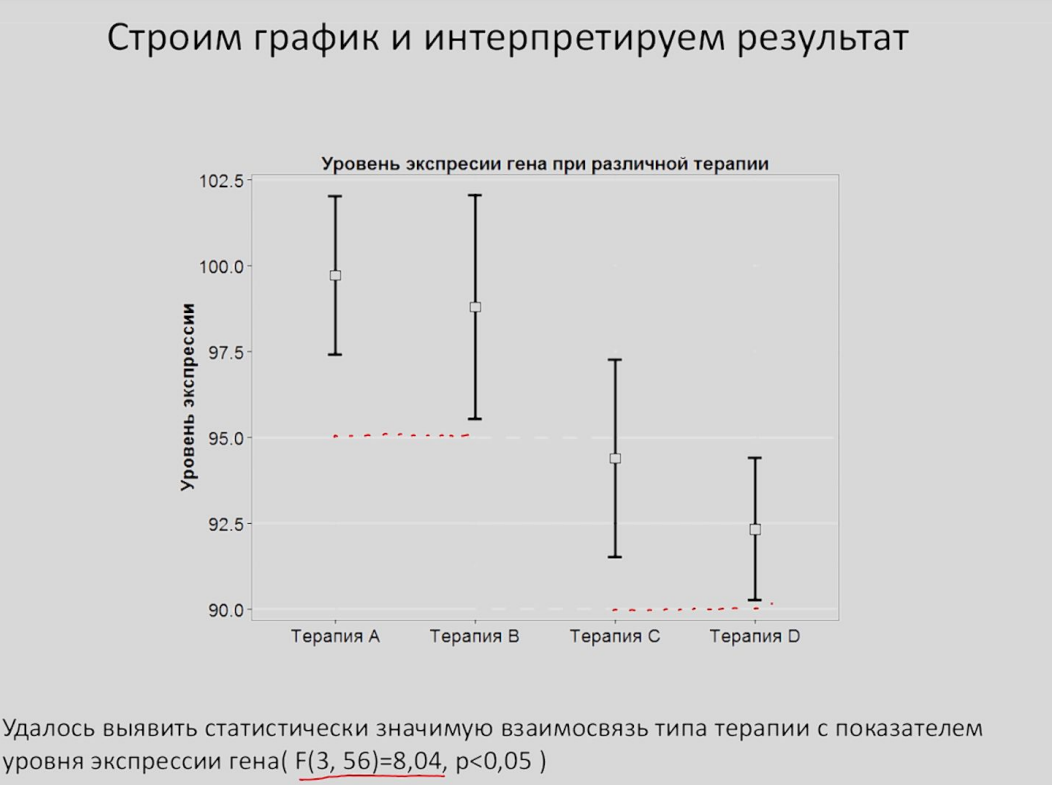 Строим график и интерпретируем результат
Уровень экспресии гена при различной терапии
Уровень экспрессии
102.5
100.0
97.5
95.0
92.5
90.0
Терапия A Терапия B Терапия C Терапия D
Удалось выявить статистически значимую взаимосвязь типа терапии с показателем
уровня экспрессии гена( F(3, 56)=8,04, p<0,05 )